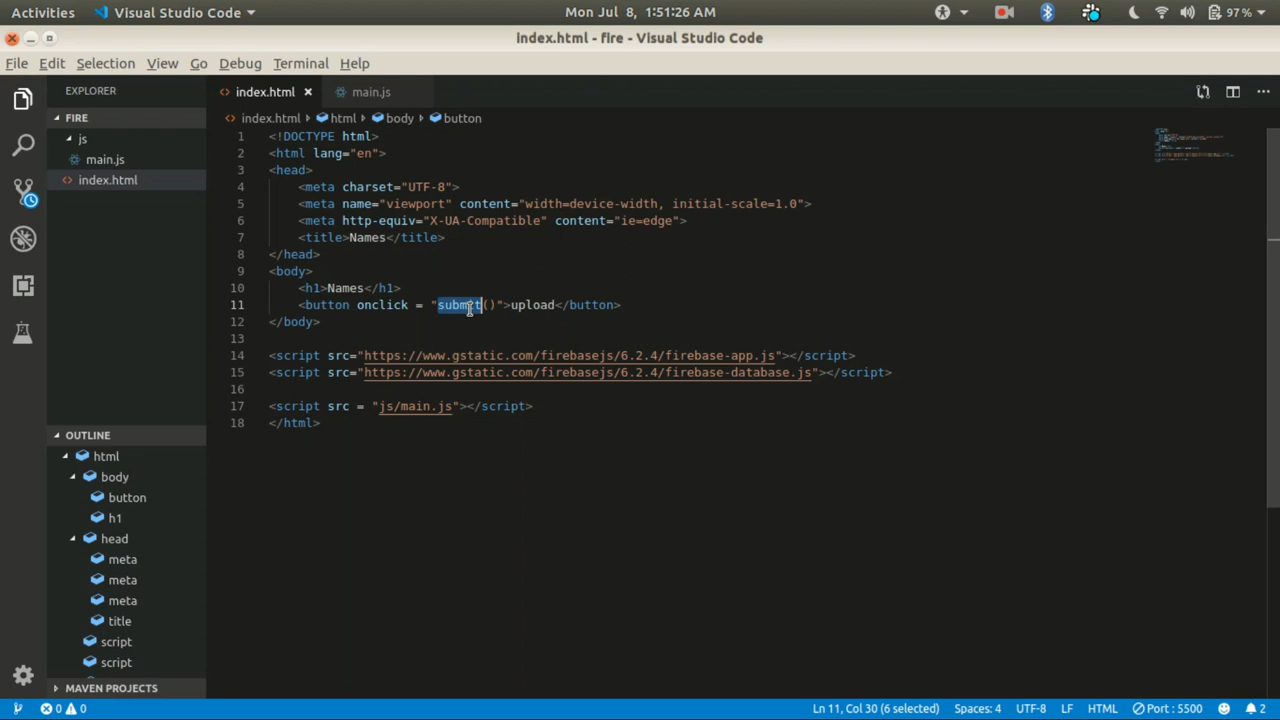 Activities Visual Studio Code Mon Jul 8, 1:51:26 AM 97%
index.html - fire - Visual Studio Code
File Edit Selection View Go Debug Terminal Help
EXPLORER
FIRE
js
main.js
index.html
OUTLINE
html
body
button
h1
head
meta
meta
meta
title
script
script
MAVEN PROJECTS
index.html main.js
index.html html body button
1 <!DOCTYPE html>
2 <html lang="en">
3 <head>
4 <meta charset="UTF-8">
5 <meta name="viewport" content="width=device-width, initial-scale=1.0">
6 <meta http-equiv="X-UA-Compatible" content="ie=edge">
7 <title>Names</title>
8 </head>
9 <body>
10 <h1>Names</h1>
11 <button onclick = "submit()">upload</button>
12 </body>
13
14 <script src="https://www.gstatic.com/firebasejs/6.2.4/firebase-app.js"></script>
15 <script src="https://www.gstatic.com/firebasejs/6.2.4/firebase-database.js"></script>
16
17 <script src = "js/main.js"></script>
18 </html>
0 0 Ln 11, Col 30 (6 selected) Spaces: 4 UTF-8 LF HTML Port : 5500 2